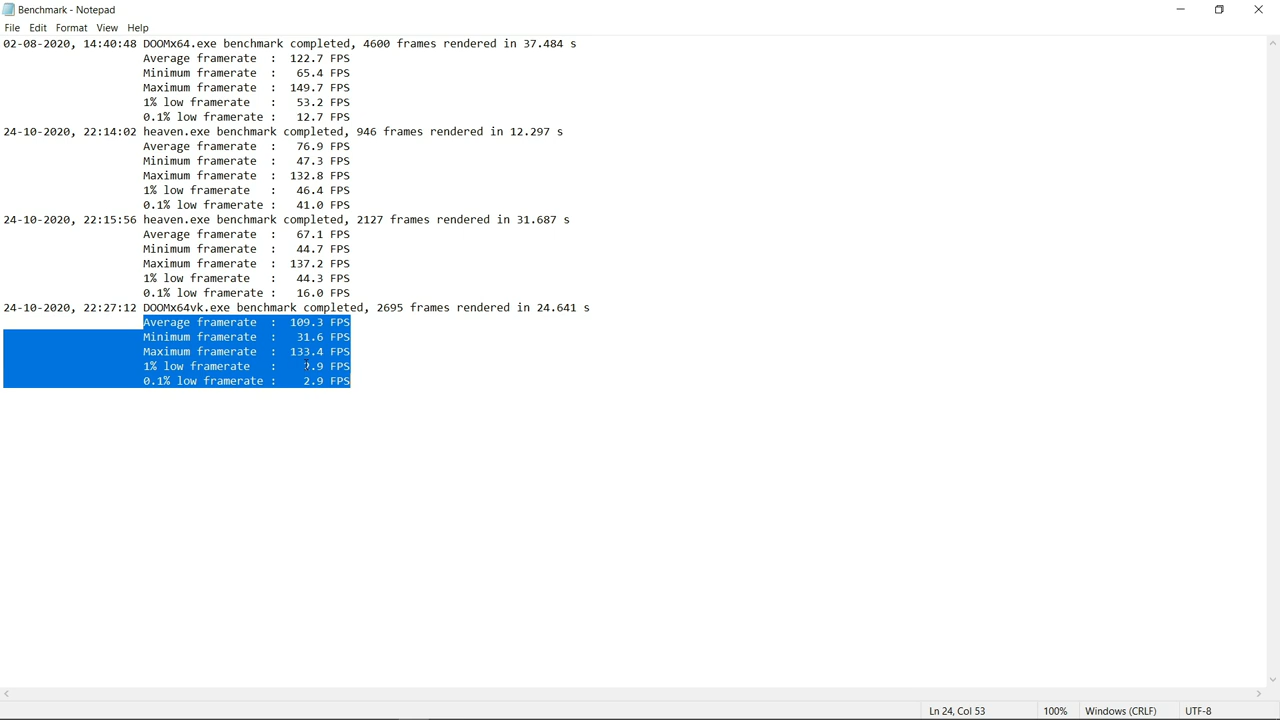 Benchmark - Notepad
File Edit Format View Help
02-08-2020, 14:40:48 DOOMx64.exe benchmark completed, 4600 frames rendered in 37.484 s
Average framerate : 122.7 FPS
Minimum framerate : 65.4 FPS
Maximum framerate : 149.7 FPS
1% low framerate : 53.2 FPS
0.1% low framerate : 12.7 FPS
24-10-2020, 22:14:02 heaven.exe benchmark completed, 946 frames rendered in 12.297 s
Average framerate : 76.9 FPS
Minimum framerate : 47.3 FPS
Maximum framerate : 132.8 FPS
1% low framerate : 46.4 FPS
0.1% low framerate : 41.0 FPS
24-10-2020, 22:15:56 heaven.exe benchmark completed, 2127 frames rendered in 31.687 s
Average framerate : 67.1 FPS
Minimum framerate : 44.7 FPS
Maximum framerate : 137.2 FPS
1% low framerate : 44.3 FPS
0.1% low framerate : 16.0 FPS
24-10-2020, 22:27:12 DOOMx64vk.exe benchmark completed, 2695 frames rendered in 24.641 s
Average framerate : 109.3 FPS
Minimum framerate : 31.6 FPS
Maximum framerate : 133.4 FPS
1% low framerate : FPS
0.1% low framerate : 2.9 FPS
Ln 24, Col 53 100% Windows (CRLF) UTF-8